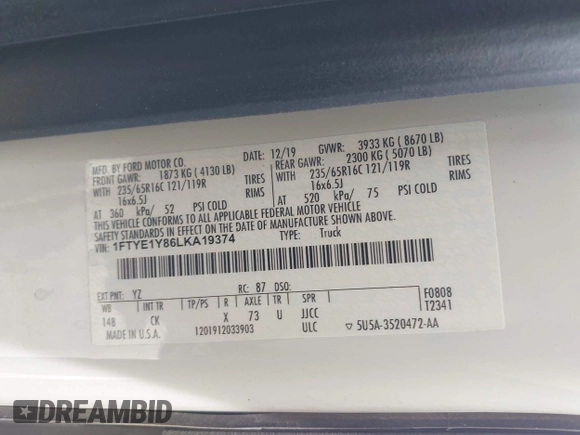 MFD. BY FORD MOTOR CO.
DATE: 12/19 GVWR: 3933 KG ( 8670 LB)
FRONT GAWR: 1873 KG ( 4130 LB)
REAR GAWR: 2300 KG ( 5070 LB)
235/65R16C 121/119R TIRES
235/65R16C 121/119R TIRES
16x6.5J RIMS
16x6.5J RIMS
AT 360 kPa/ 52 PSI COLD
AT 520 kPa/ 75 PSI COLD
THIS VEHICLE CONFORMS TO ALL APPLICABLE FEDERAL MOTOR VEHICLE
SAFETY STANDARDS IN EFFECT ON THE DATE OF MANUFACTURE SHOWN ABOVE.
VIN: 1FTYE1Y86LKA19374
TYPE: Truck
EXT PNT: YZ RC: 87 DSO:
WB INT TR TP/PS R AXLE TR SPR
148 CK X 73 U JJCC
F0808
T2341
MADE IN U.S.A. 1201912033903 ULC
5U5A-3520472-AA
DREAMBID